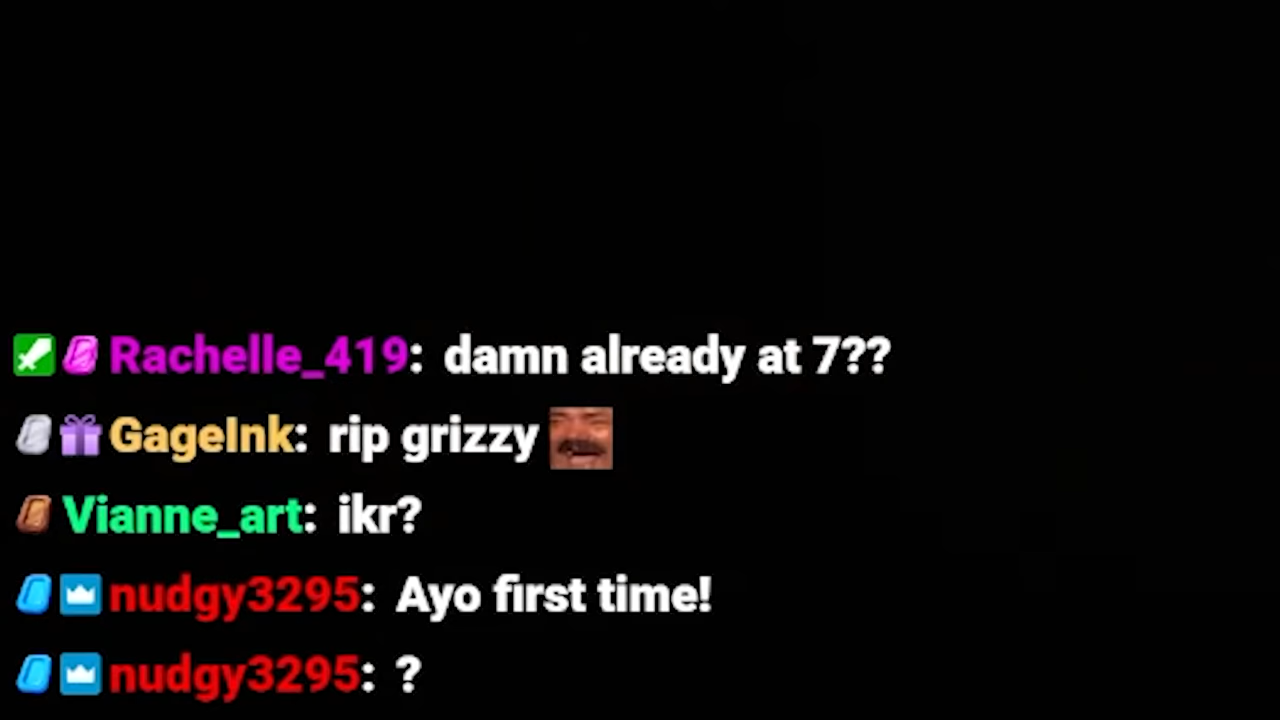 Rachelle_419: damn already at 7??
GageInk: rip grizzy
Vianne_art: ikr?
nudgy3295: Ayo first time!
nudgy3295: ?